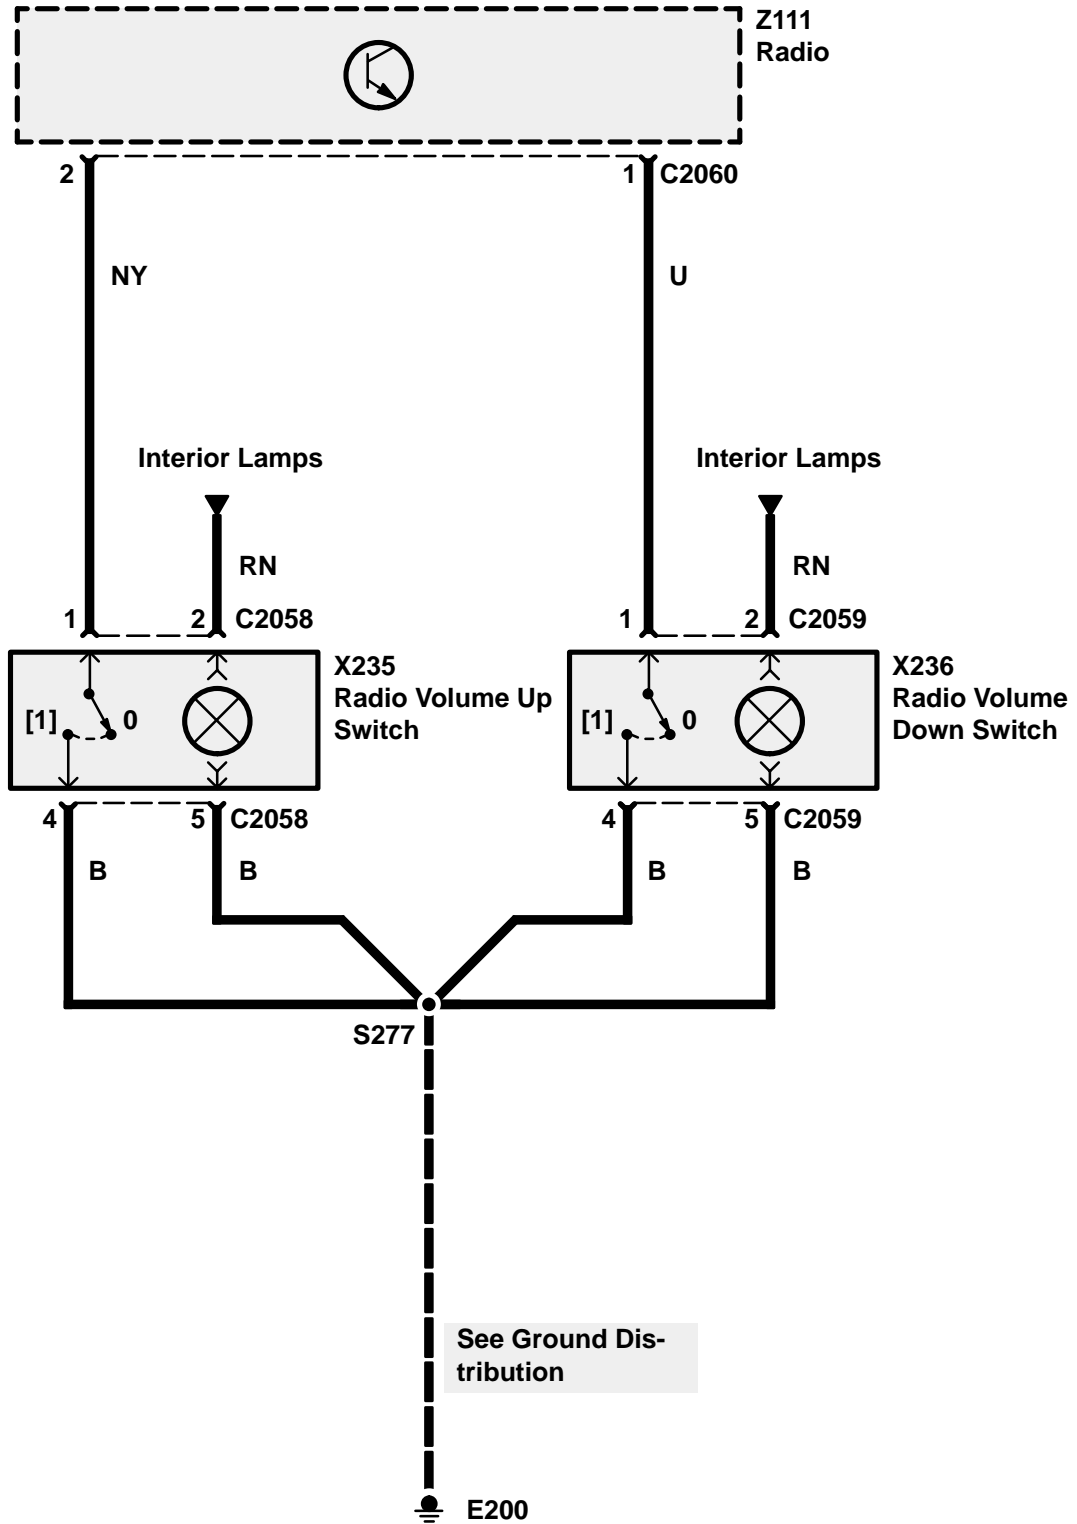 Z111
Radio
2
1 C2060
NY
U
Interior Lamps
Interior Lamps
RN
RN
1
2 C2058
1
2 C2059
X235
Radio Volume Up
Switch
[1]
0
X236
Radio Volume
Down Switch
[1]
0
4
5 C2058
4
5 C2059
B
B
B
B
S277
See Ground Dis-
tribution
E200